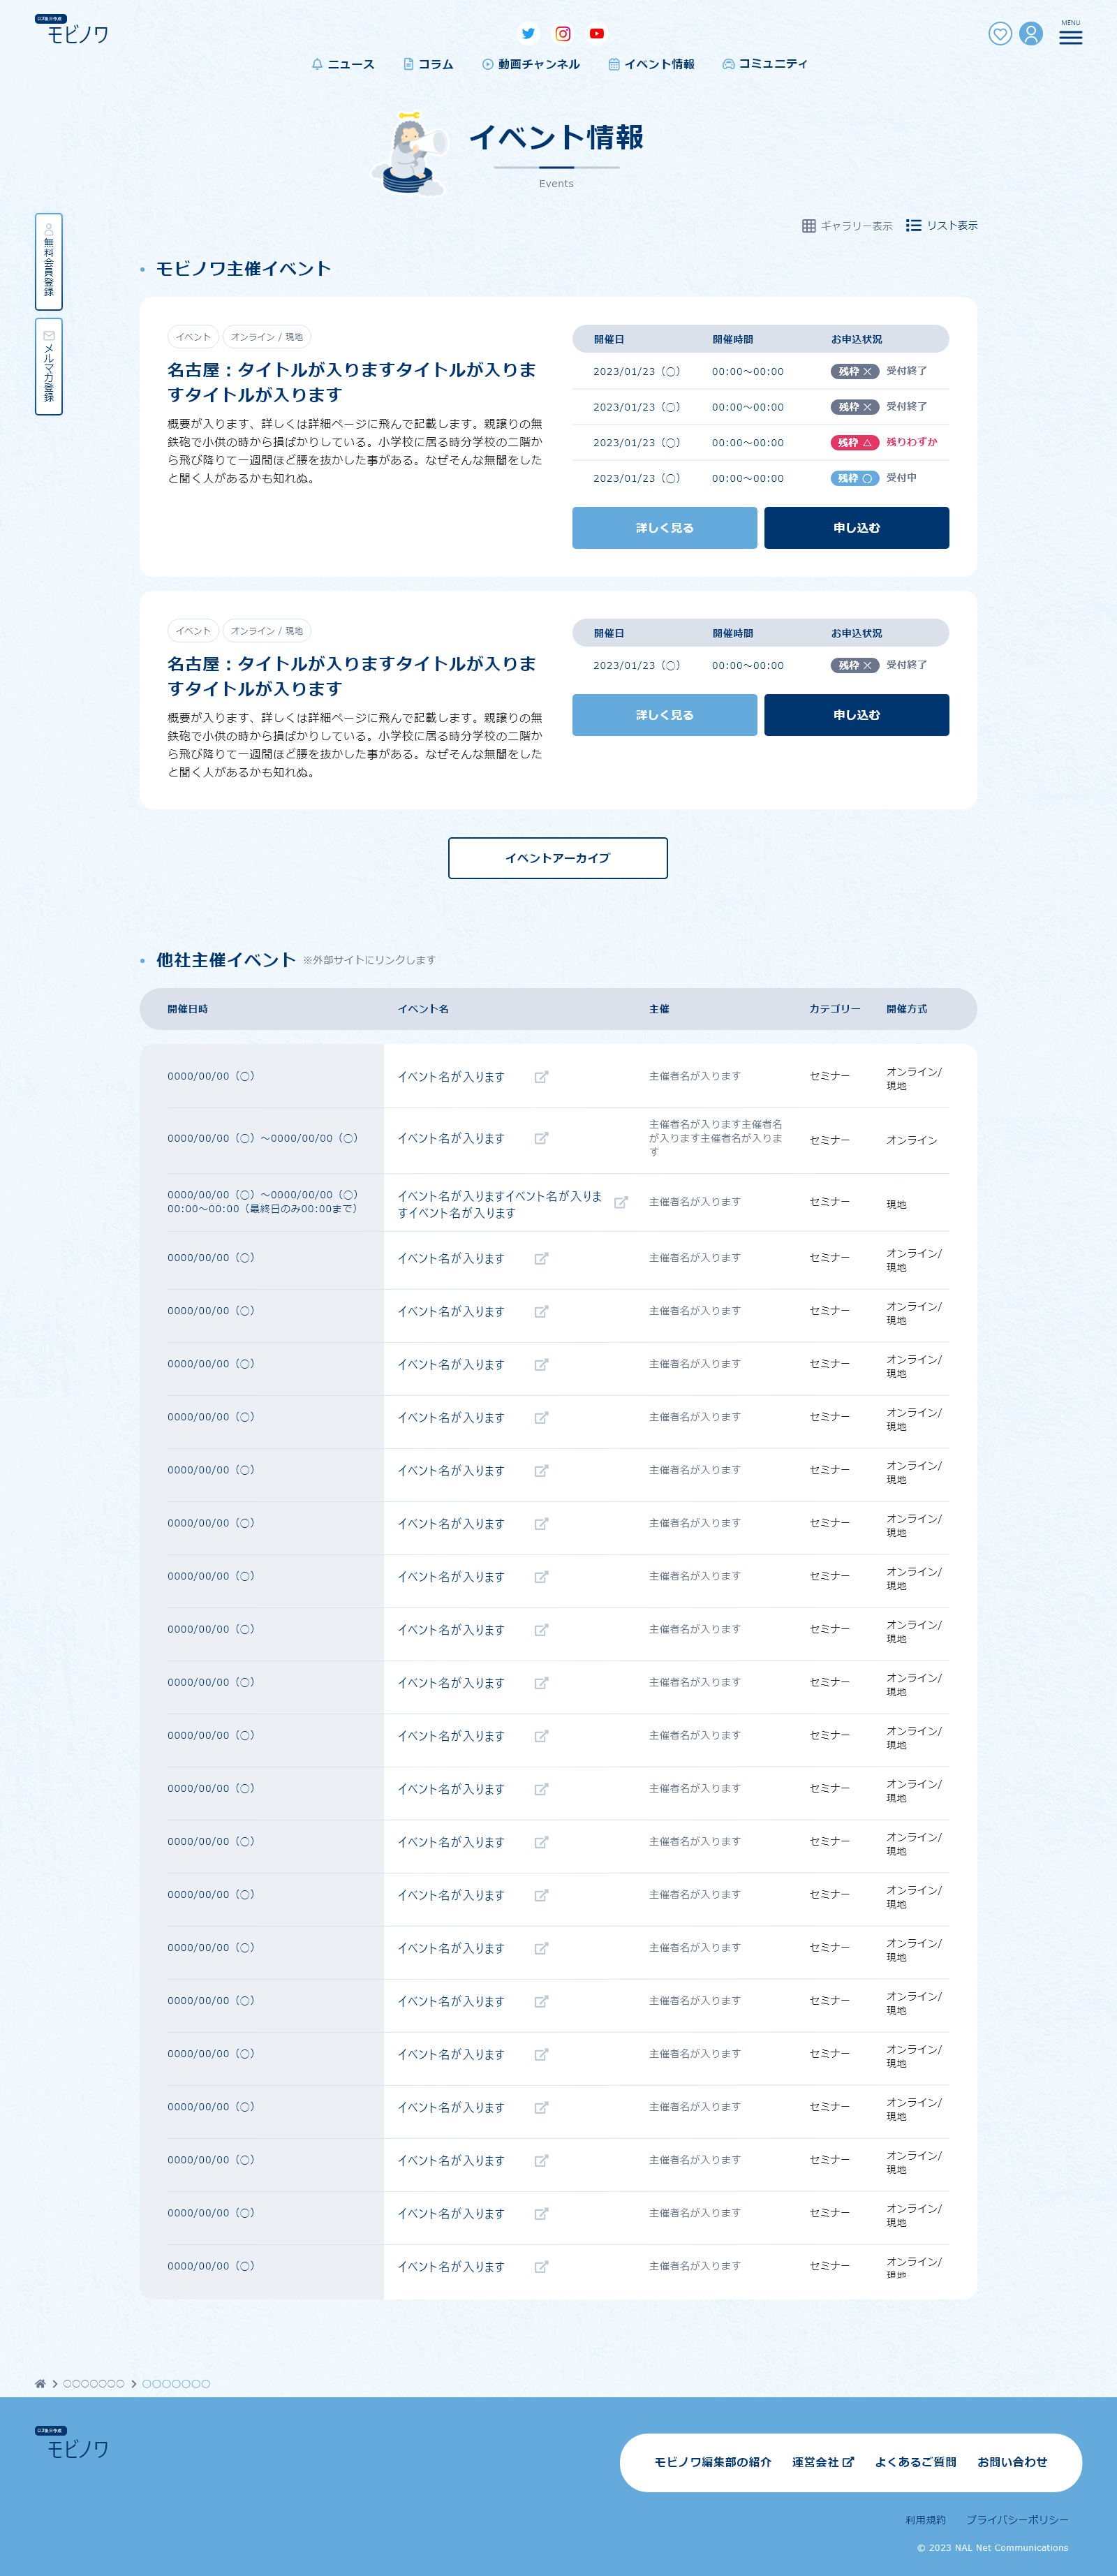 モビノワ
MENU
ニュース
コラム
動画チャンネル
イベント情報
コミュニティ
イベント情報
Events
ギャラリー表示
リスト表示
無料会員登録
メルマガ登録
モビノワ主催イベント
イベント
オンライン / 現地
名古屋：タイトルが入りますタイトルが入りま
すタイトルが入ります
概要が入ります、詳しくは詳細ページに飛んで記載します。親譲りの無
鉄砲で小供の時から損ばかりしている。小学校に居る時分学校の二階か
ら飛び降りて一週間ほど腰を抜かした事がある。なぜそんな無闇をした
と聞く人があるかも知れぬ。
開催日 開催時間 お申込状況
2023/01/23（〇） 00:00〜00:00 残枠 × 受付終了
2023/01/23（〇） 00:00〜00:00 残枠 × 受付終了
2023/01/23（〇） 00:00〜00:00 残枠 △ 残りわずか
2023/01/23（〇） 00:00〜00:00 残枠 〇 受付中
詳しく見る
申し込む
イベント
オンライン / 現地
名古屋：タイトルが入りますタイトルが入りま
すタイトルが入ります
概要が入ります、詳しくは詳細ページに飛んで記載します。親譲りの無
鉄砲で小供の時から損ばかりしている。小学校に居る時分学校の二階か
ら飛び降りて一週間ほど腰を抜かした事がある。なぜそんな無闇をした
と聞く人があるかも知れぬ。
開催日 開催時間 お申込状況
2023/01/23（〇） 00:00〜00:00 残枠 × 受付終了
詳しく見る
申し込む
イベントアーカイブ
他社主催イベント ※外部サイトにリンクします
開催日時 イベント名 主催 カテゴリー 開催方式
0000/00/00（〇） イベント名が入ります 主催者名が入ります セミナー オンライン/
現地
0000/00/00（〇）〜0000/00/00（〇） イベント名が入ります 主催者名が入ります主催者名
が入ります主催者名が入りま
す
セミナー オンライン
0000/00/00（〇）〜0000/00/00（〇）
00:00〜00:00（最終日のみ00:00まで）
イベント名が入りますイベント名が入りま
すイベント名が入ります
主催者名が入ります セミナー 現地
0000/00/00（〇） イベント名が入ります 主催者名が入ります セミナー オンライン/
現地
0000/00/00（〇） イベント名が入ります 主催者名が入ります セミナー オンライン/
現地
0000/00/00（〇） イベント名が入ります 主催者名が入ります セミナー オンライン/
現地
0000/00/00（〇） イベント名が入ります 主催者名が入ります セミナー オンライン/
現地
0000/00/00（〇） イベント名が入ります 主催者名が入ります セミナー オンライン/
現地
0000/00/00（〇） イベント名が入ります 主催者名が入ります セミナー オンライン/
現地
0000/00/00（〇） イベント名が入ります 主催者名が入ります セミナー オンライン/
現地
0000/00/00（〇） イベント名が入ります 主催者名が入ります セミナー オンライン/
現地
0000/00/00（〇） イベント名が入ります 主催者名が入ります セミナー オンライン/
現地
0000/00/00（〇） イベント名が入ります 主催者名が入ります セミナー オンライン/
現地
0000/00/00（〇） イベント名が入ります 主催者名が入ります セミナー オンライン/
現地
0000/00/00（〇） イベント名が入ります 主催者名が入ります セミナー オンライン/
現地
0000/00/00（〇） イベント名が入ります 主催者名が入ります セミナー オンライン/
現地
0000/00/00（〇） イベント名が入ります 主催者名が入ります セミナー オンライン/
現地
0000/00/00（〇） イベント名が入ります 主催者名が入ります セミナー オンライン/
現地
0000/00/00（〇） イベント名が入ります 主催者名が入ります セミナー オンライン/
現地
0000/00/00（〇） イベント名が入ります 主催者名が入ります セミナー オンライン/
現地
0000/00/00（〇） イベント名が入ります 主催者名が入ります セミナー オンライン/
現地
0000/00/00（〇） イベント名が入ります 主催者名が入ります セミナー オンライン/
現地
0000/00/00（〇） イベント名が入ります 主催者名が入ります セミナー オンライン/
現地
〇〇〇〇〇〇〇
〇〇〇〇〇〇〇
モビノワ
モビノワ編集部の紹介
運営会社
よくあるご質問
お問い合わせ
利用規約
プライバシーポリシー
© 2023 NAL Net Communications